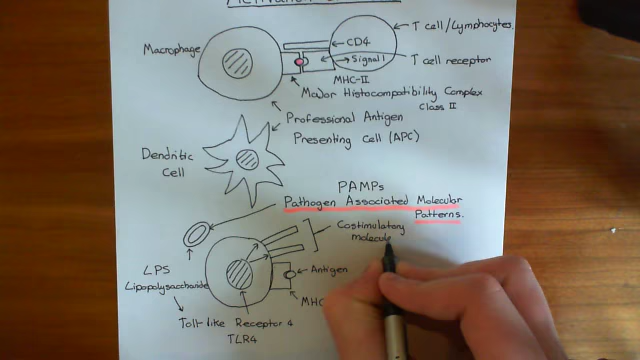 Activation
T cell/Lymphocytes.
Macrophage
CD4
Signal 1
T cell receptor
MHC-II
Major Histocompatibility Complex
Class II
Professional Antigen
Presenting Cell (APC)
Dendritic
Cell
PAMPs
Pathogen Associated Molecular
Patterns.
Costimulatory
molecule
LPS
Lipopolysaccharide
Antigen
MHC
Toll-like Receptor 4
TLR4